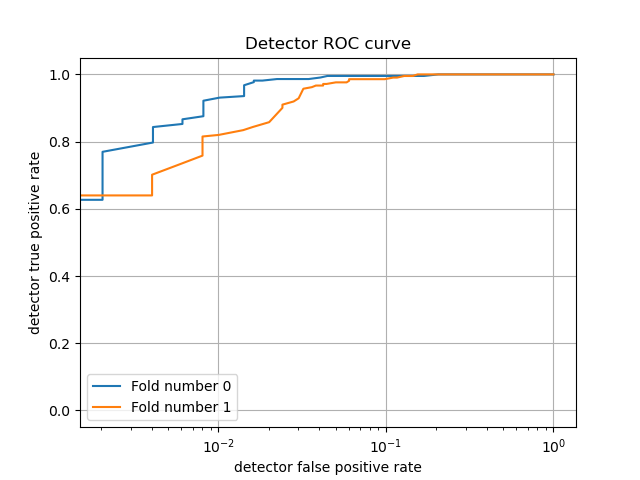 Detector ROC curve
detector true positive rate
1.0
0.8
0.6
0.4
0.2
0.0
Fold number 0
Fold number 1
10⁻²
10⁻¹
10⁰
detector false positive rate